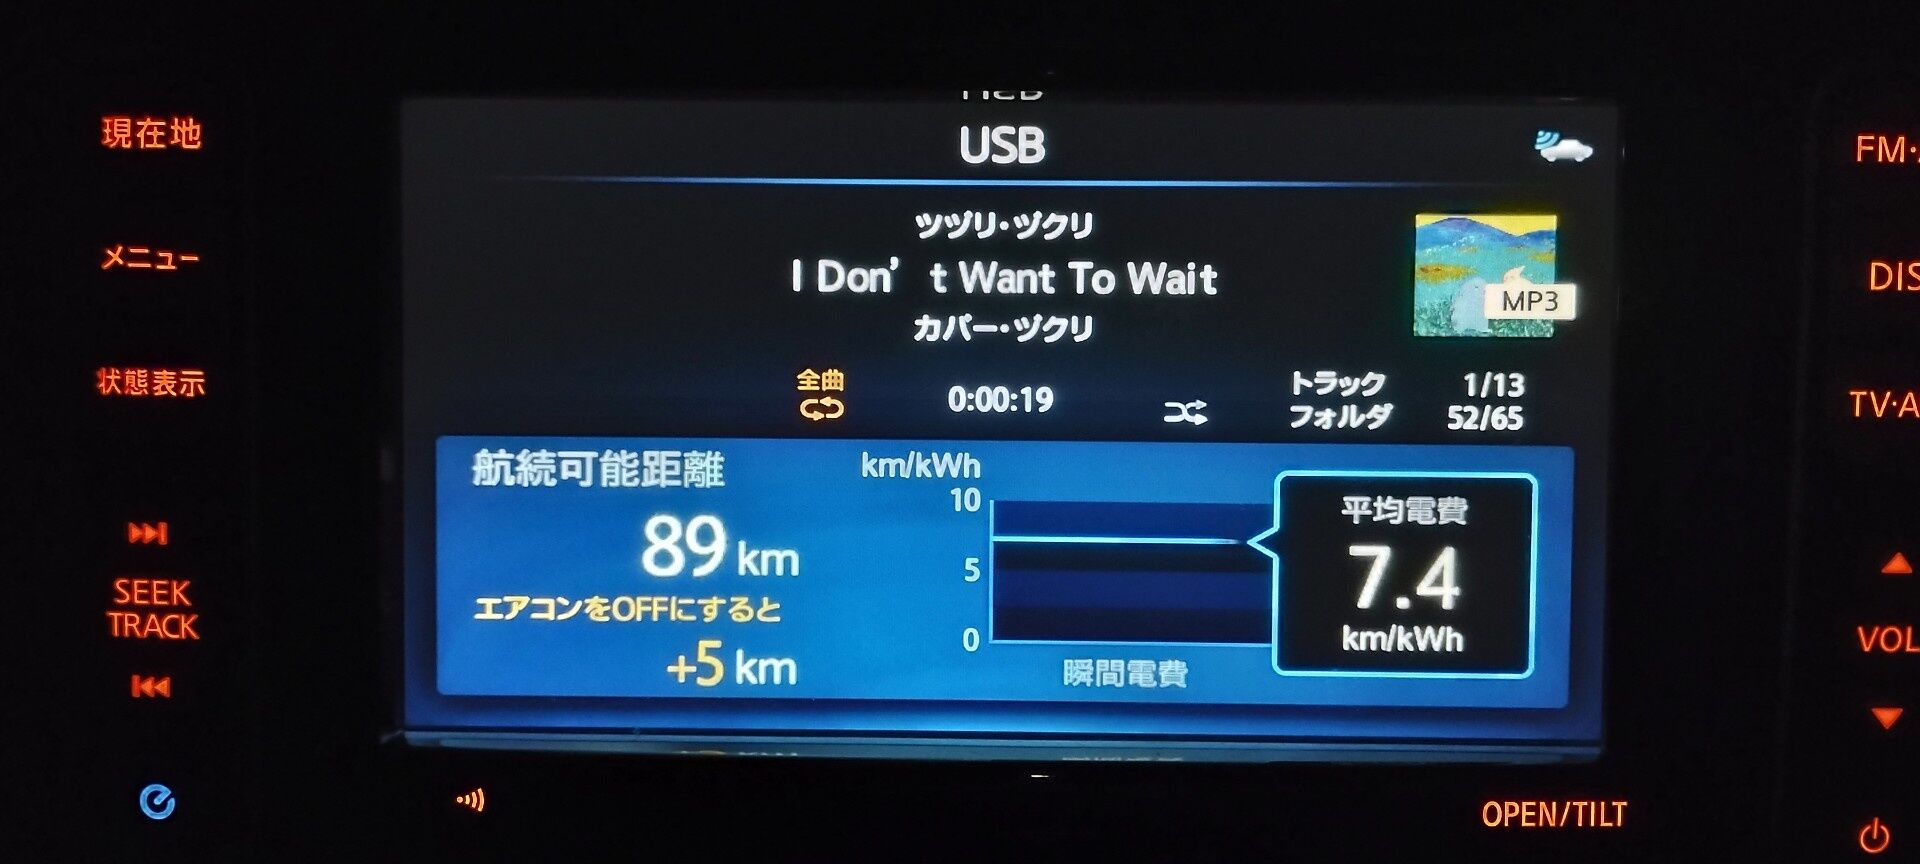 現在地
メニュー
状態表示
SEEK
TRACK
USB
ツヅリ・ヅクリ
I Don’t Want To Wait
カバー・ヅクリ
MP3
全曲
0:00:19
トラック 1/13
フォルダ 52/65
航続可能距離
89 km
エアコンをOFFにすると
+5 km
km/kWh
10
5
0
瞬間電費
平均電費
7.4
km/kWh
OPEN/TILT
FM・
DIS
TV・A
VOL